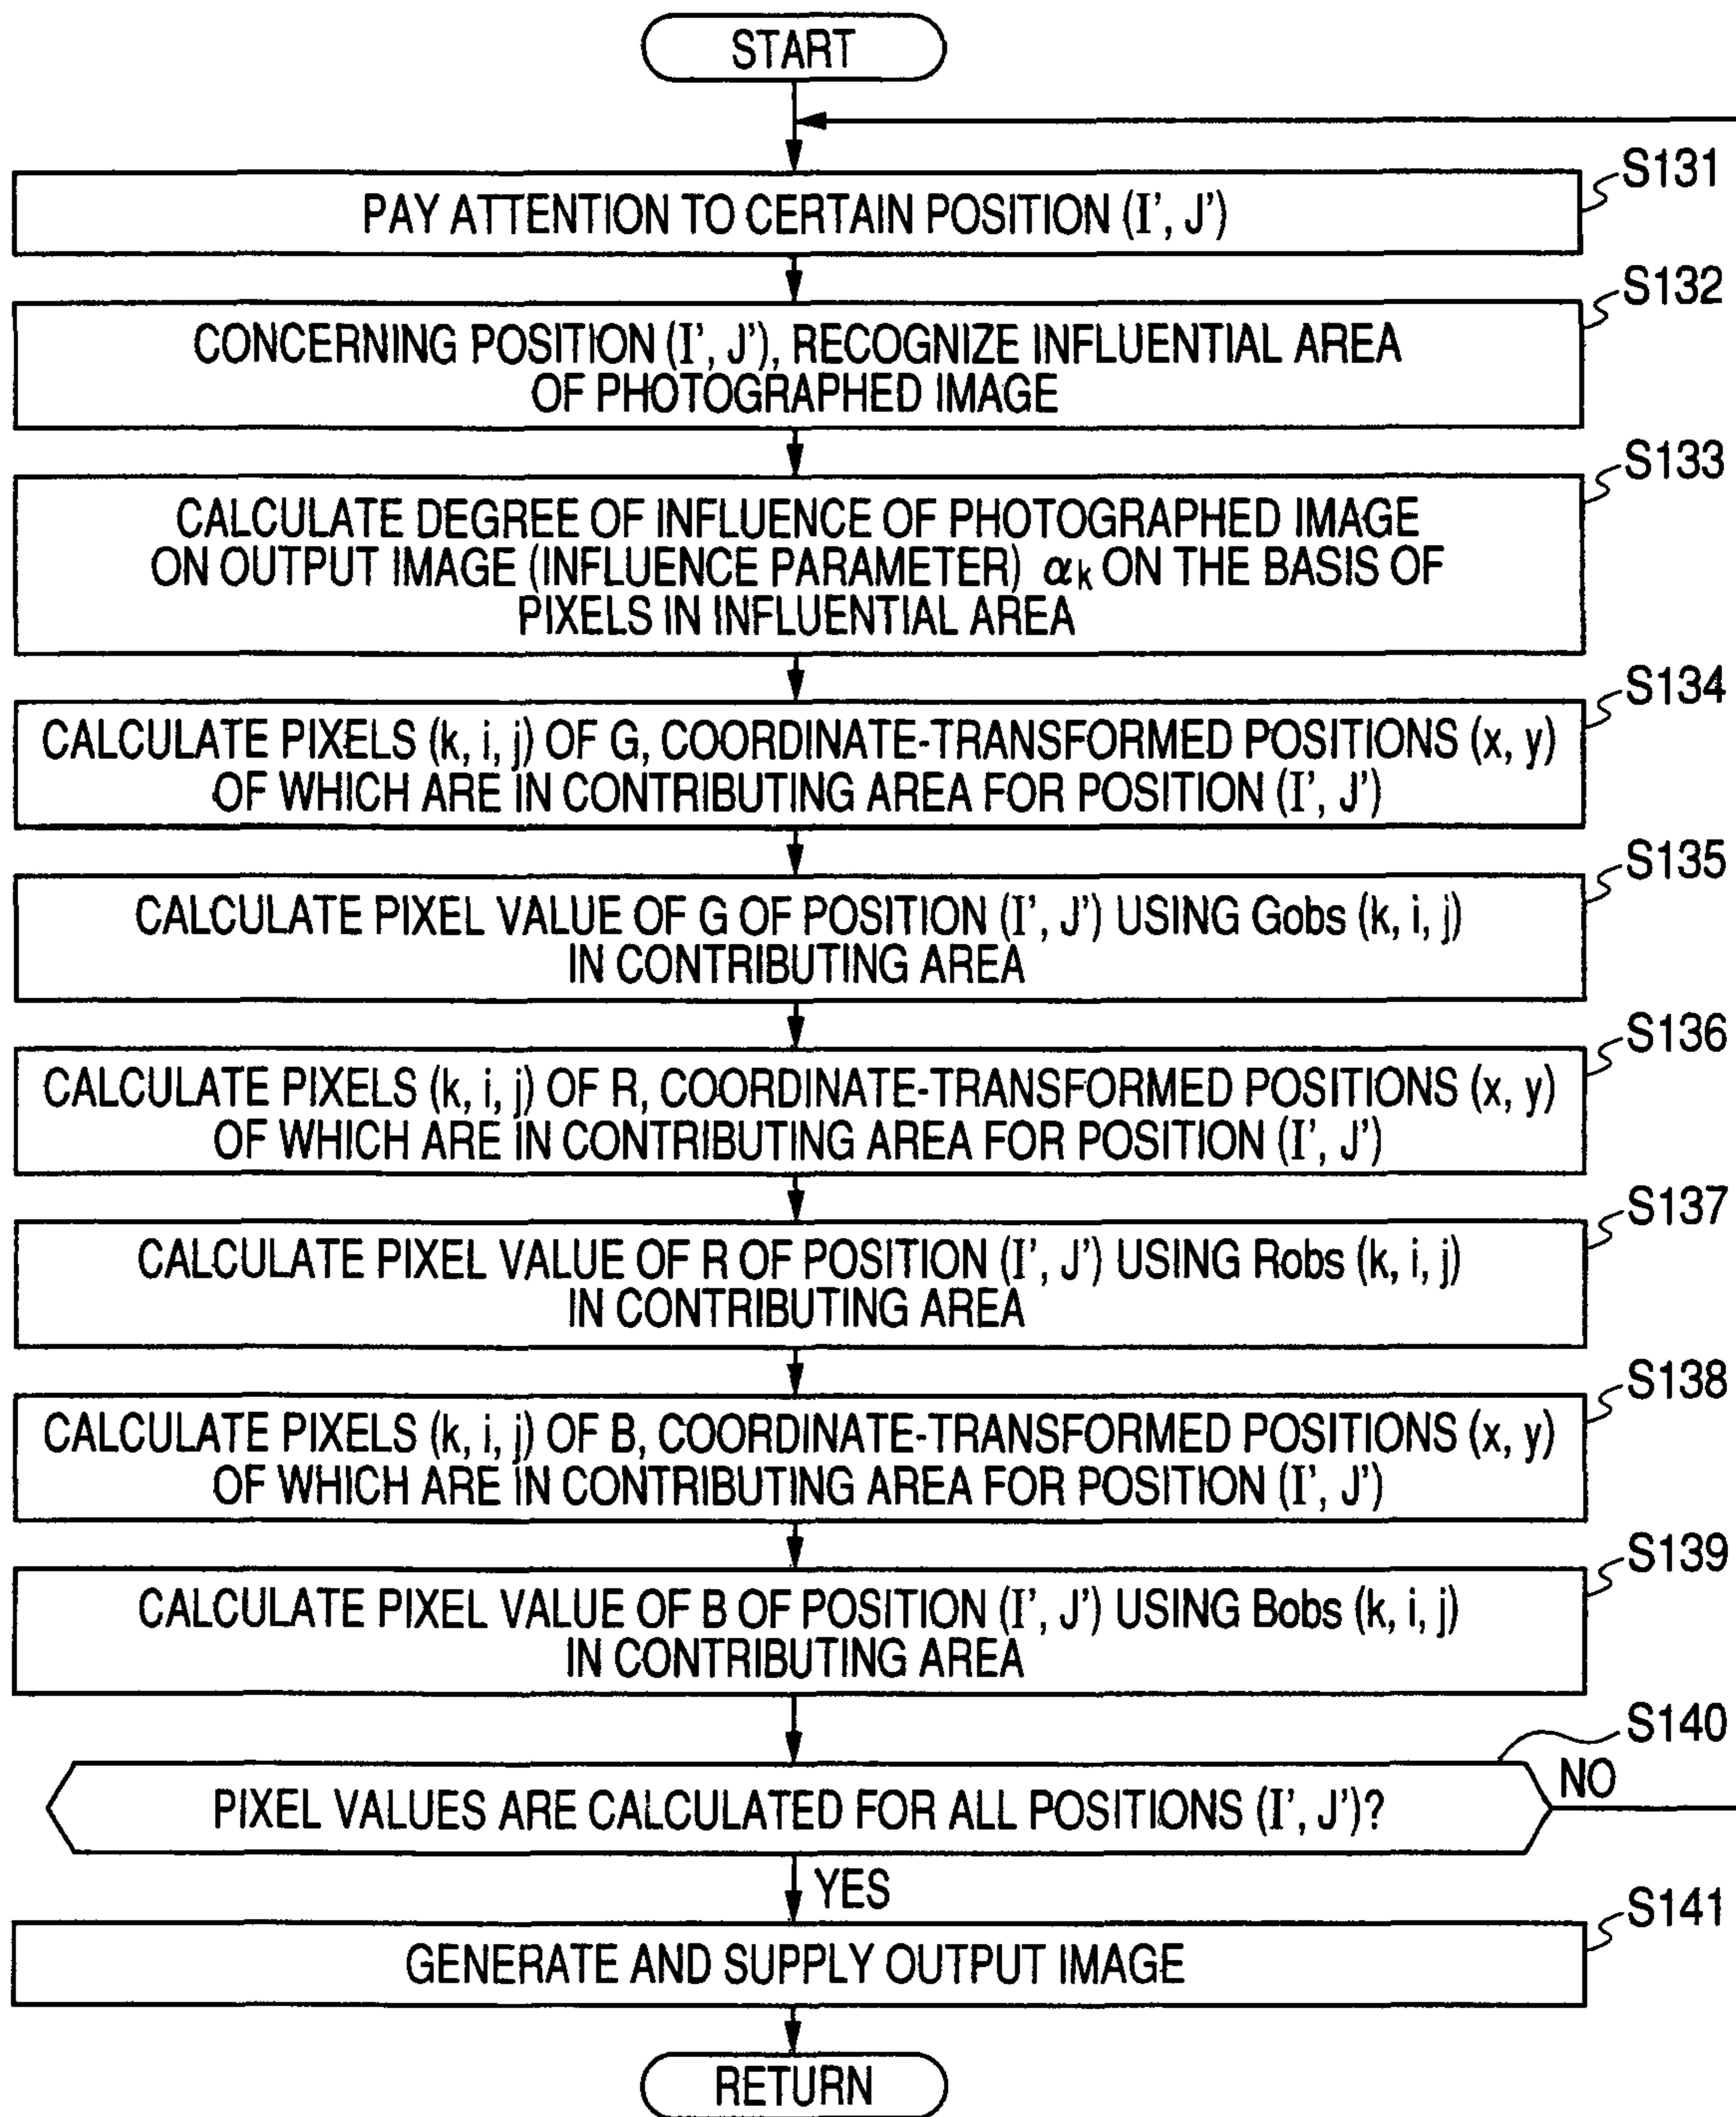 START
S131
PAY ATTENTION TO CERTAIN POSITION (I', J')
S132
CONCERNING POSITION (I', J'), RECOGNIZE INFLUENTIAL AREA
OF PHOTOGRAPHED IMAGE
S133
CALCULATE DEGREE OF INFLUENCE OF PHOTOGRAPHED IMAGE
ON OUTPUT IMAGE (INFLUENCE PARAMETER) αk ON THE BASIS OF
PIXELS IN INFLUENTIAL AREA
S134
CALCULATE PIXELS (k, i, j) OF G, COORDINATE-TRANSFORMED POSITIONS (x, y)
OF WHICH ARE IN CONTRIBUTING AREA FOR POSITION (I', J')
S135
CALCULATE PIXEL VALUE OF G OF POSITION (I', J') USING Gobs (k, i, j)
IN CONTRIBUTING AREA
S136
CALCULATE PIXELS (k, i, j) OF R, COORDINATE-TRANSFORMED POSITIONS (x, y)
OF WHICH ARE IN CONTRIBUTING AREA FOR POSITION (I', J')
S137
CALCULATE PIXEL VALUE OF R OF POSITION (I', J') USING Robs (k, i, j)
IN CONTRIBUTING AREA
S138
CALCULATE PIXELS (k, i, j) OF B, COORDINATE-TRANSFORMED POSITIONS (x, y)
OF WHICH ARE IN CONTRIBUTING AREA FOR POSITION (I', J')
S139
CALCULATE PIXEL VALUE OF B OF POSITION (I', J') USING Bobs (k, i, j)
IN CONTRIBUTING AREA
S140
PIXEL VALUES ARE CALCULATED FOR ALL POSITIONS (I', J')?
NO
YES
S141
GENERATE AND SUPPLY OUTPUT IMAGE
RETURN